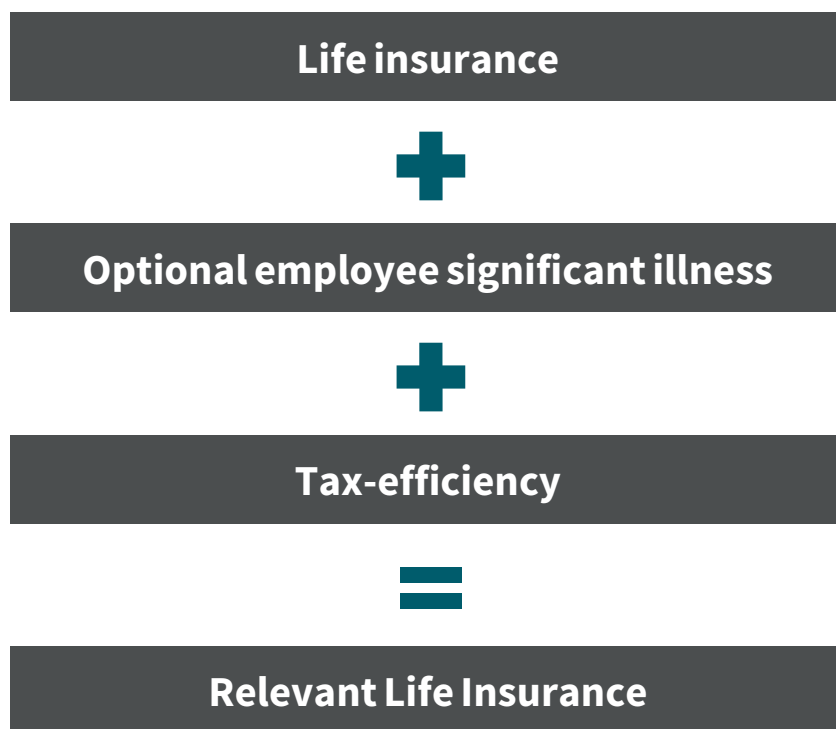 Life insurance
+
Optional employee significant illness
+
Tax-efficiency
=
Relevant Life Insurance